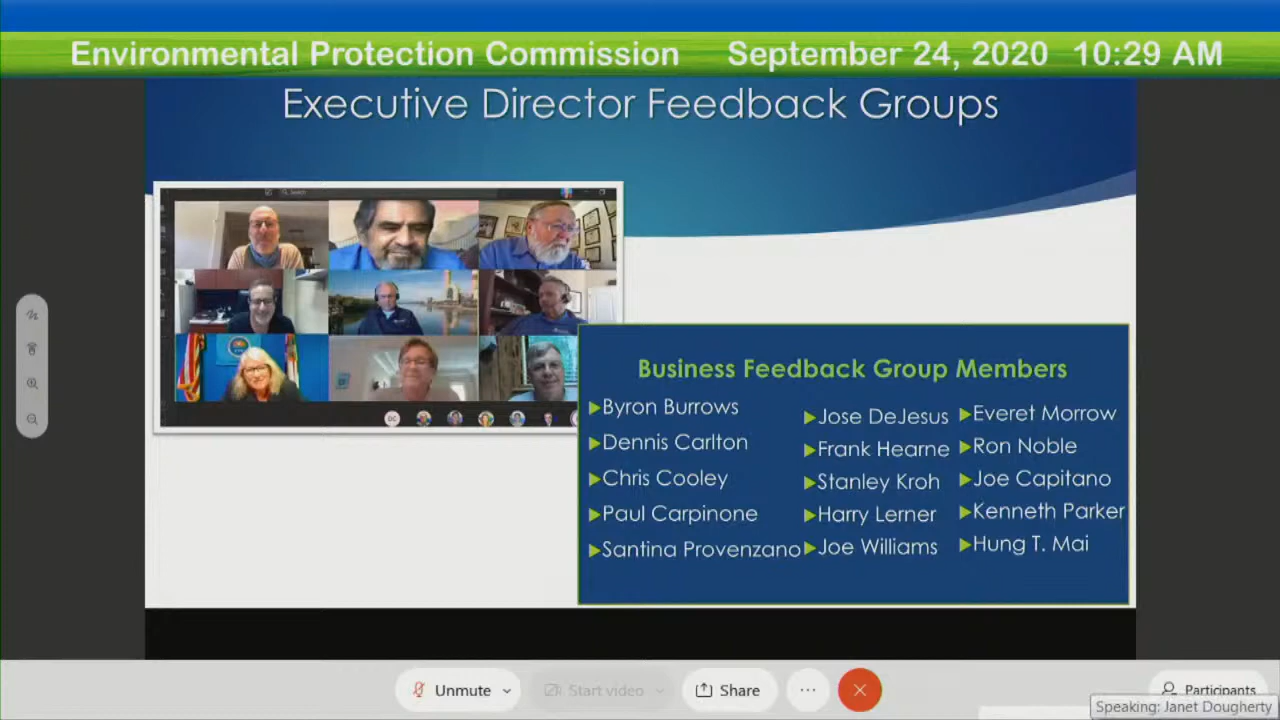 Environmental Protection Commission September 24, 2020 10:29 AM
Executive Director Feedback Groups
Search
Business Feedback Group Members
Byron Burrows
Dennis Carlton
Chris Cooley
Paul Carpinone
Santina Provenzano
Jose DeJesus
Frank Hearne
Stanley Kroh
Harry Lerner
Joe Williams
Everet Morrow
Ron Noble
Joe Capitano
Kenneth Parker
Hung T. Mai
Unmute
Start video
Share
Participants
Speaking: Janet Dougherty